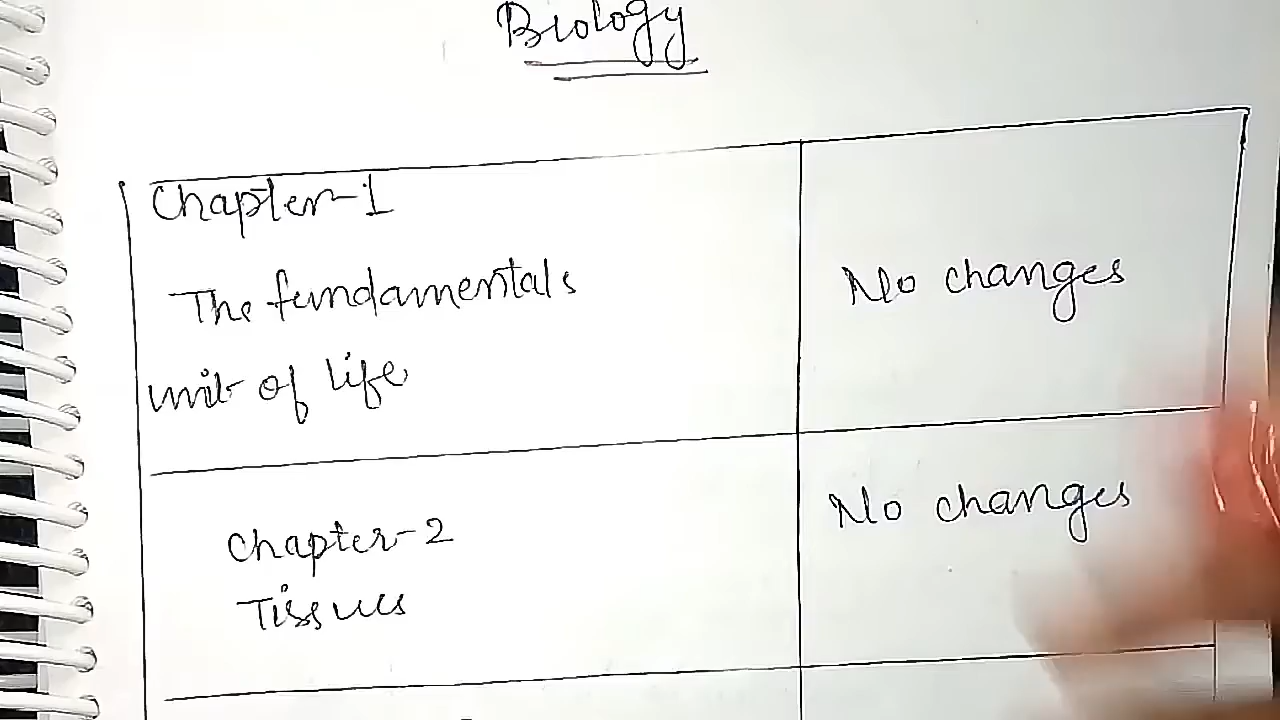 Biology
Chapter-1
The fundamentals
unit of life
No changes
Chapter-2
Tissues
No changes